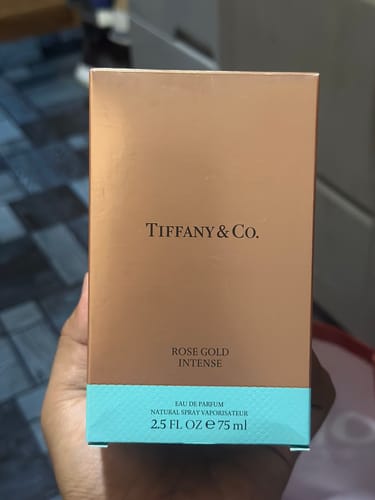 TIFFANY & CO.
ROSE GOLD
INTENSE
EAU DE PARFUM
NATURAL SPRAY VAPORISATEUR
2.5 FL OZ ℮ 75 ml